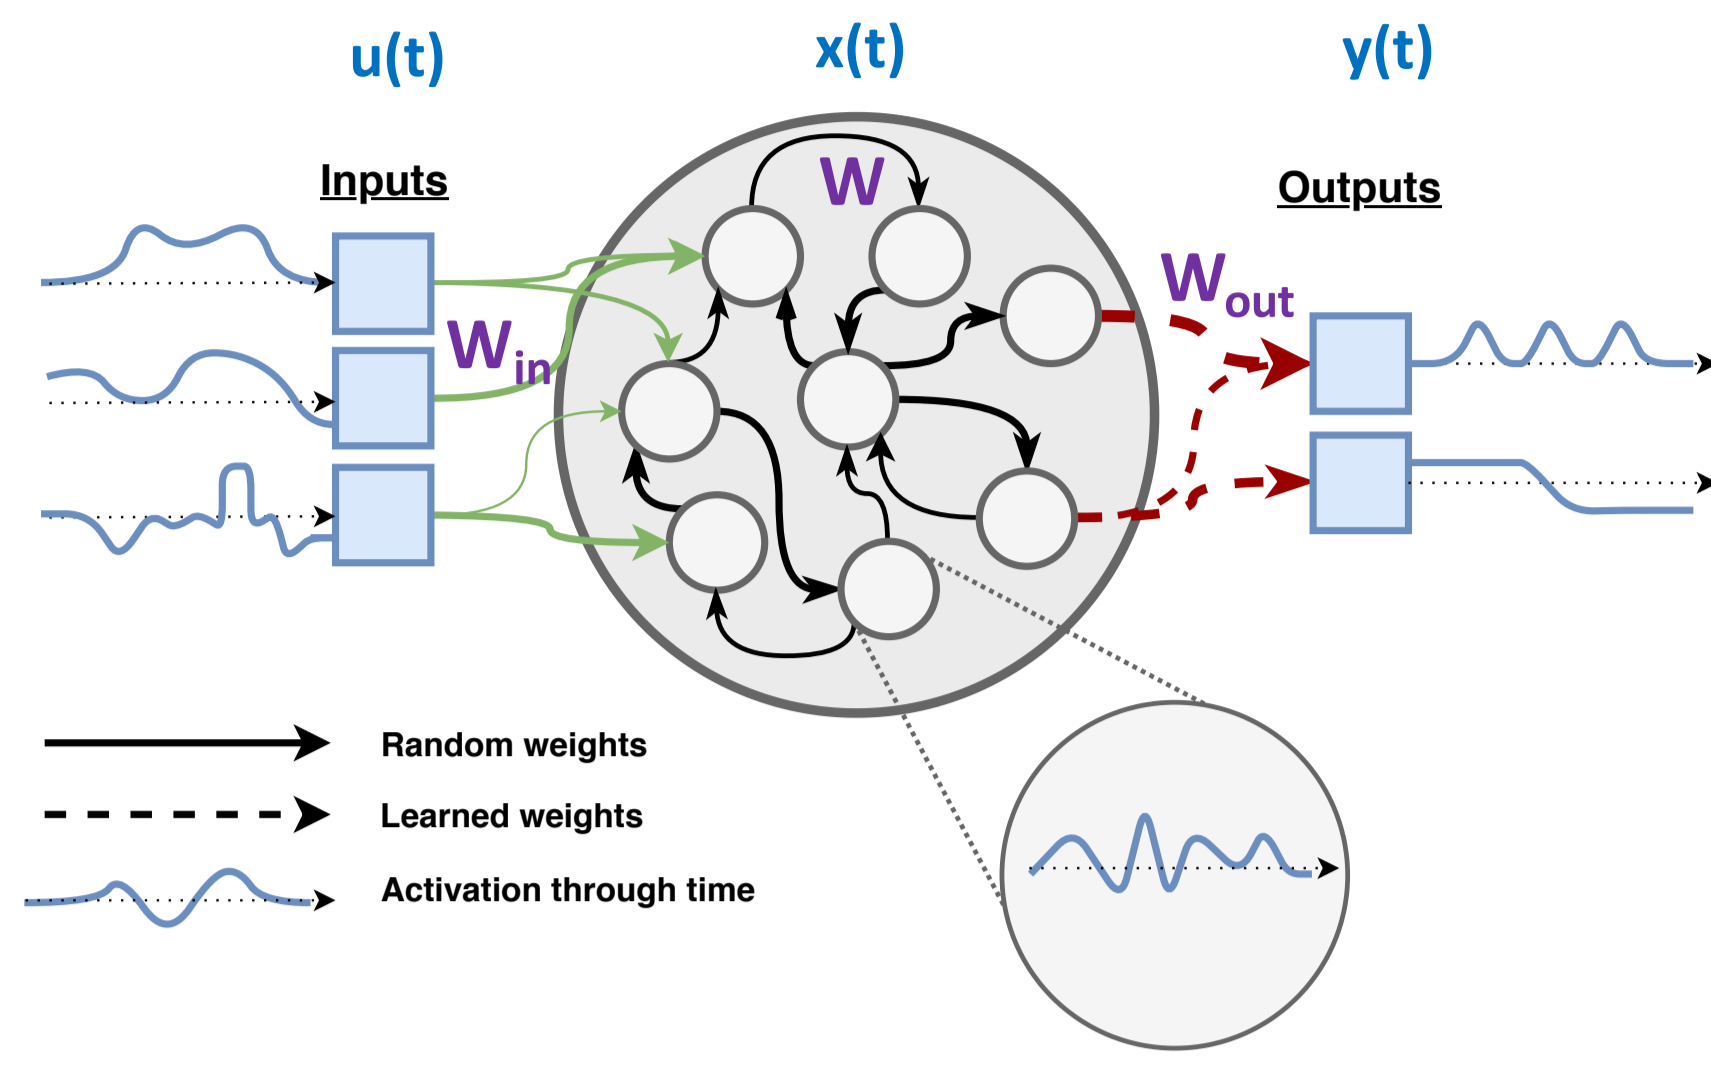 u(t)
x(t)
y(t)
Inputs
W
Outputs
W_in
W_out
Random weights
Learned weights
Activation through time